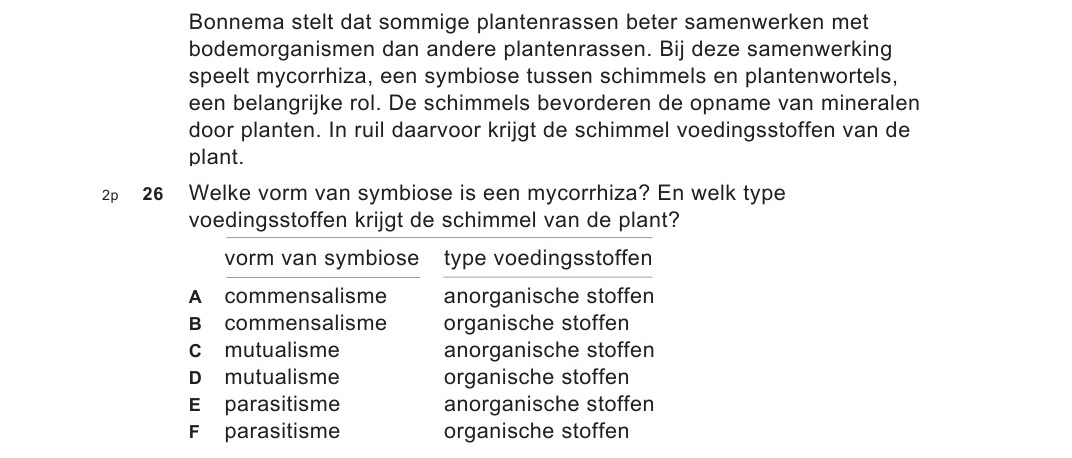 Bonnema stelt dat sommige plantenrassen beter samenwerken met
bodemorganismen dan andere plantenrassen. Bij deze samenwerking
speelt mycorrhiza, een symbiose tussen schimmels en plantenwortels,
een belangrijke rol. De schimmels bevorderen de opname van mineralen
door planten. In ruil daarvoor krijgt de schimmel voedingsstoffen van de
plant.
2p 26 Welke vorm van symbiose is een mycorrhiza? En welk type
voedingsstoffen krijgt de schimmel van de plant?
vorm van symbiose type voedingsstoffen
A commensalisme anorganische stoffen
B commensalisme organische stoffen
C mutualisme anorganische stoffen
D mutualisme organische stoffen
E parasitisme anorganische stoffen
F parasitisme organische stoffen